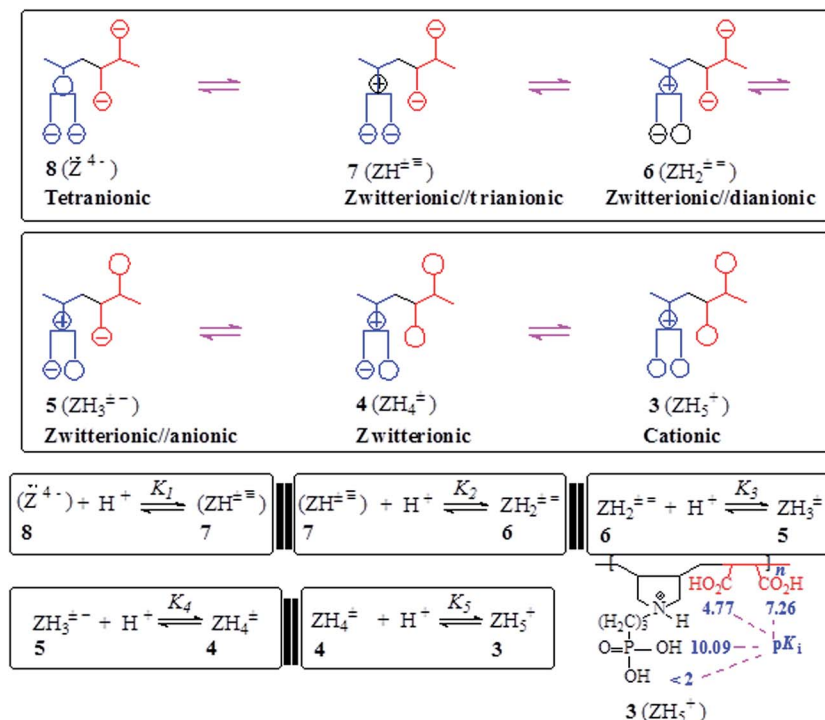 8 (Z̈ 4-)
7 (ZH±≡)
6 (ZH2±=)
Tetranionic
Zwitterionic//trianionic
Zwitterionic//dianionic
5 (ZH3±−)
4 (ZH4±)
3 (ZH5+)
Zwitterionic//anionic
Zwitterionic
Cationic
(Z̈ 4-) + H+ K1 (ZH±≡)
8 7
(ZH±≡) + H+ K2 ZH2±=
7 6
ZH2±= + H+ K3 ZH3±
6 5
ZH3±− + H+ K4 ZH4±
5 4
ZH4± + H+ K5 ZH5+
4 3
n
HO2C CO2H
N ⊕ H
4.77 7.26
(H2C)3
O=P OH 10.09 pKi
OH < 2
3 (ZH5+)